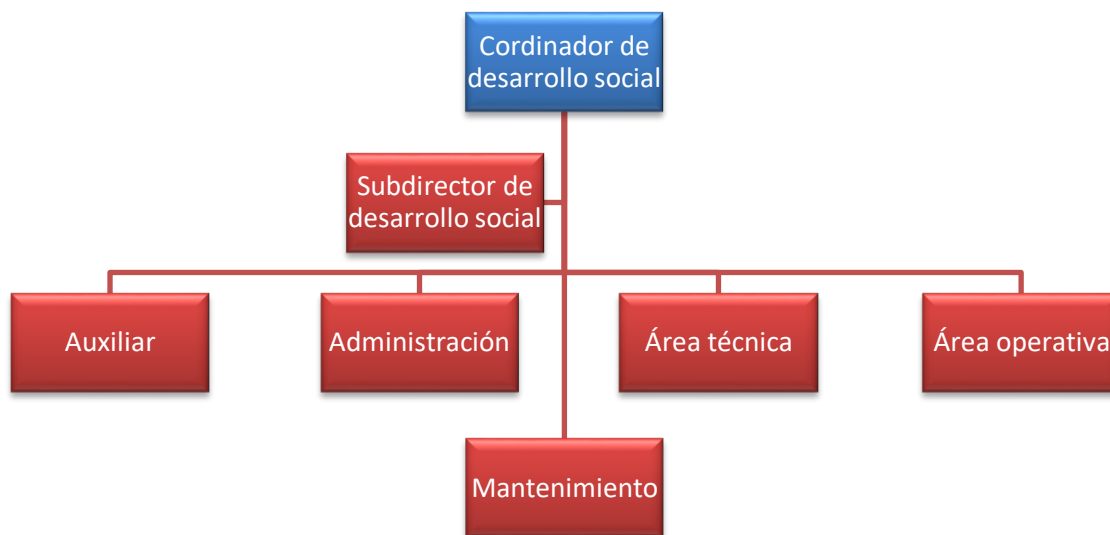 Cordinador de
desarrollo social
Subdirector de
desarrollo social
Auxiliar
Administración
Área técnica
Área operativa
Mantenimiento